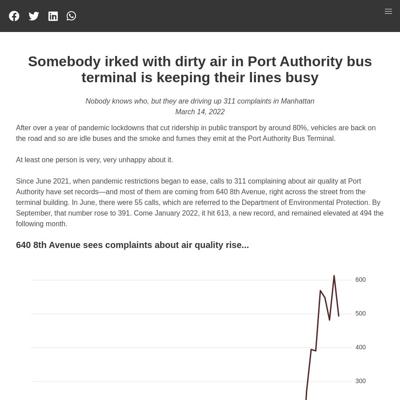 Somebody irked with dirty air in Port Authority bus
terminal is keeping their lines busy
Nobody knows who, but they are driving up 311 complaints in Manhattan
March 14, 2022
After over a year of pandemic lockdowns that cut ridership in public transport by around 80%, vehicles are back on
the road and so are idle buses and the smoke and fumes they emit at the Port Authority Bus Terminal.
At least one person is very, very unhappy about it.
Since June 2021, when pandemic restrictions began to ease, calls to 311 complaining about air quality at Port
Authority have set records—and most of them are coming from 640 8th Avenue, right across the street from the
terminal building. In June, there were 55 calls, which are referred to the Department of Environmental Protection. By
September, that number rose to 391. Come January 2022, it hit 613, a new record, and remained elevated at 494 the
following month.
640 8th Avenue sees complaints about air quality rise...
600
500
400
300